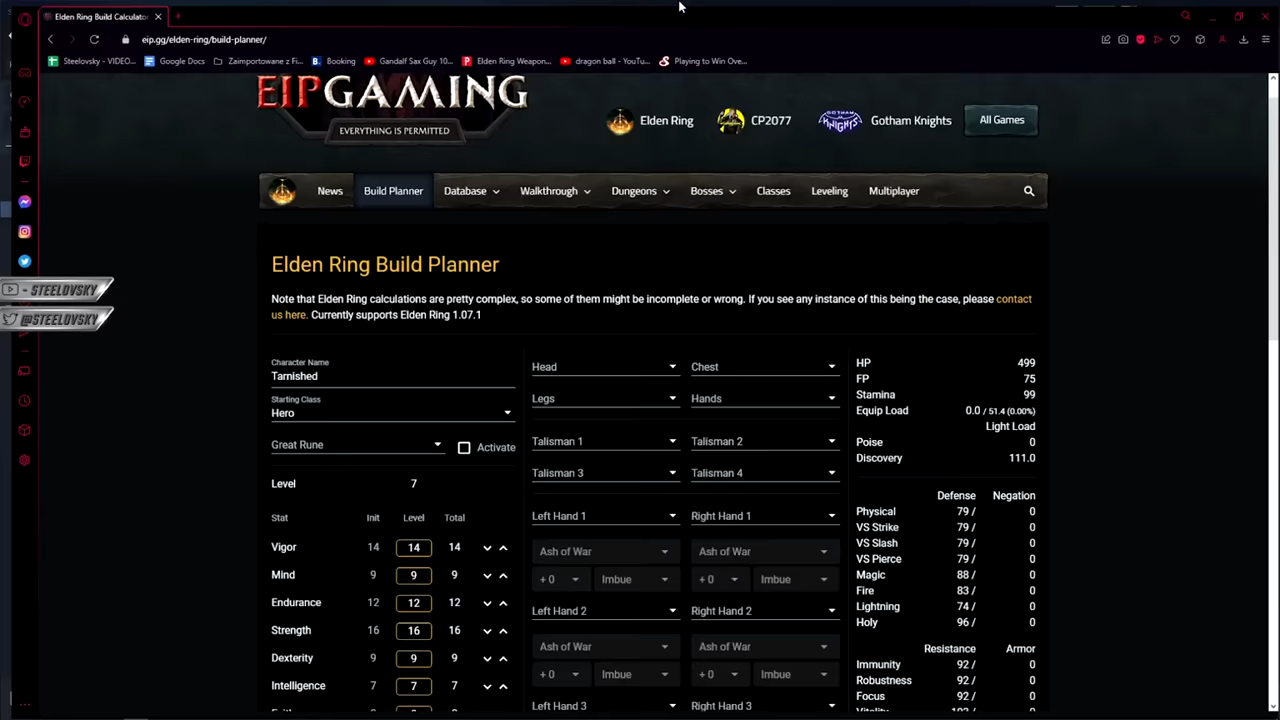 Elden Ring Build Calculator
eip.gg/elden-ring/build-planner/
Steelovsky - VIDEO... Google Docs Zaimportowane z Fi... Booking Gandalf Sax Guy 10... Elden Ring Weapon... dragon ball - YouTu... Playing to Win Ove...
EIPGAMING
EVERYTHING IS PERMITTED
Elden Ring CP2077 GOTHAM KNIGHTS Gotham Knights All Games
News Build Planner Database Walkthrough Dungeons Bosses Classes Leveling Multiplayer
Elden Ring Build Planner
- STEELOVSKY
@STEELOVSKY
Note that Elden Ring calculations are pretty complex, so some of them might be incomplete or wrong. If you see any instance of this being the case, please contact
us here. Currently supports Elden Ring 1.07.1
Character Name
Tarnished
Starting Class
Hero
Great Rune Activate
Level 7
Stat Init Level Total
Vigor 14 14 14
Mind 9 9 9
Endurance 12 12 12
Strength 16 16 16
Dexterity 9 9 9
Intelligence 7 7 7
Head Chest
Legs Hands
Talisman 1 Talisman 2
Talisman 3 Talisman 4
Left Hand 1 Right Hand 1
Ash of War Ash of War
+ 0 Imbue + 0 Imbue
Left Hand 2 Right Hand 2
Ash of War Ash of War
+ 0 Imbue + 0 Imbue
Left Hand 3 Right Hand 3
HP 499
FP 75
Stamina 99
Equip Load 0.0 / 51.4 (0.00%)
Light Load
Poise 0
Discovery 111.0
Defense Negation
Physical 79 / 0
VS Strike 79 / 0
VS Slash 79 / 0
VS Pierce 79 / 0
Magic 88 / 0
Fire 83 / 0
Lightning 74 / 0
Holy 96 / 0
Resistance Armor
Immunity 92 / 0
Robustness 92 / 0
Focus 92 / 0